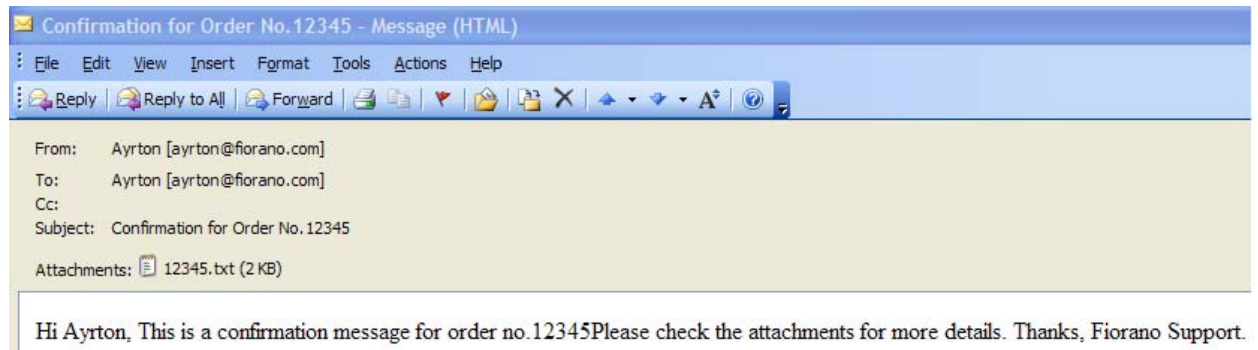 Confirmation for Order No.12345 - Message (HTML)
File Edit View Insert Format Tools Actions Help
Reply Reply to All Forward
From: Ayrton [ayrton@fiorano.com]
To: Ayrton [ayrton@fiorano.com]
Cc:
Subject: Confirmation for Order No.12345
Attachments: 12345.txt (2 KB)
Hi Ayrton, This is a confirmation message for order no.12345Please check the attachments for more details. Thanks, Fiorano Support.